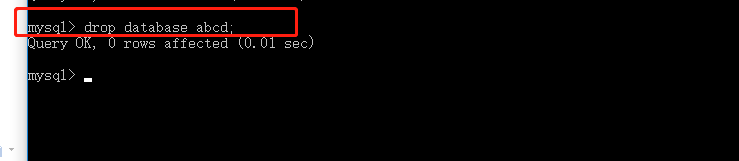 mysql> drop database abcd;
Query OK, 0 rows affected (0.01 sec)
mysql>